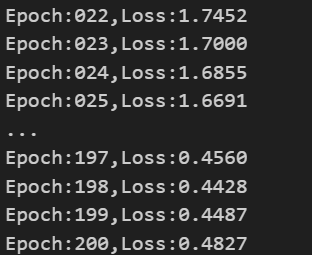 Epoch:022,Loss:1.7452
Epoch:023,Loss:1.7000
Epoch:024,Loss:1.6855
Epoch:025,Loss:1.6691
...
Epoch:197,Loss:0.4560
Epoch:198,Loss:0.4428
Epoch:199,Loss:0.4487
Epoch:200,Loss:0.4827